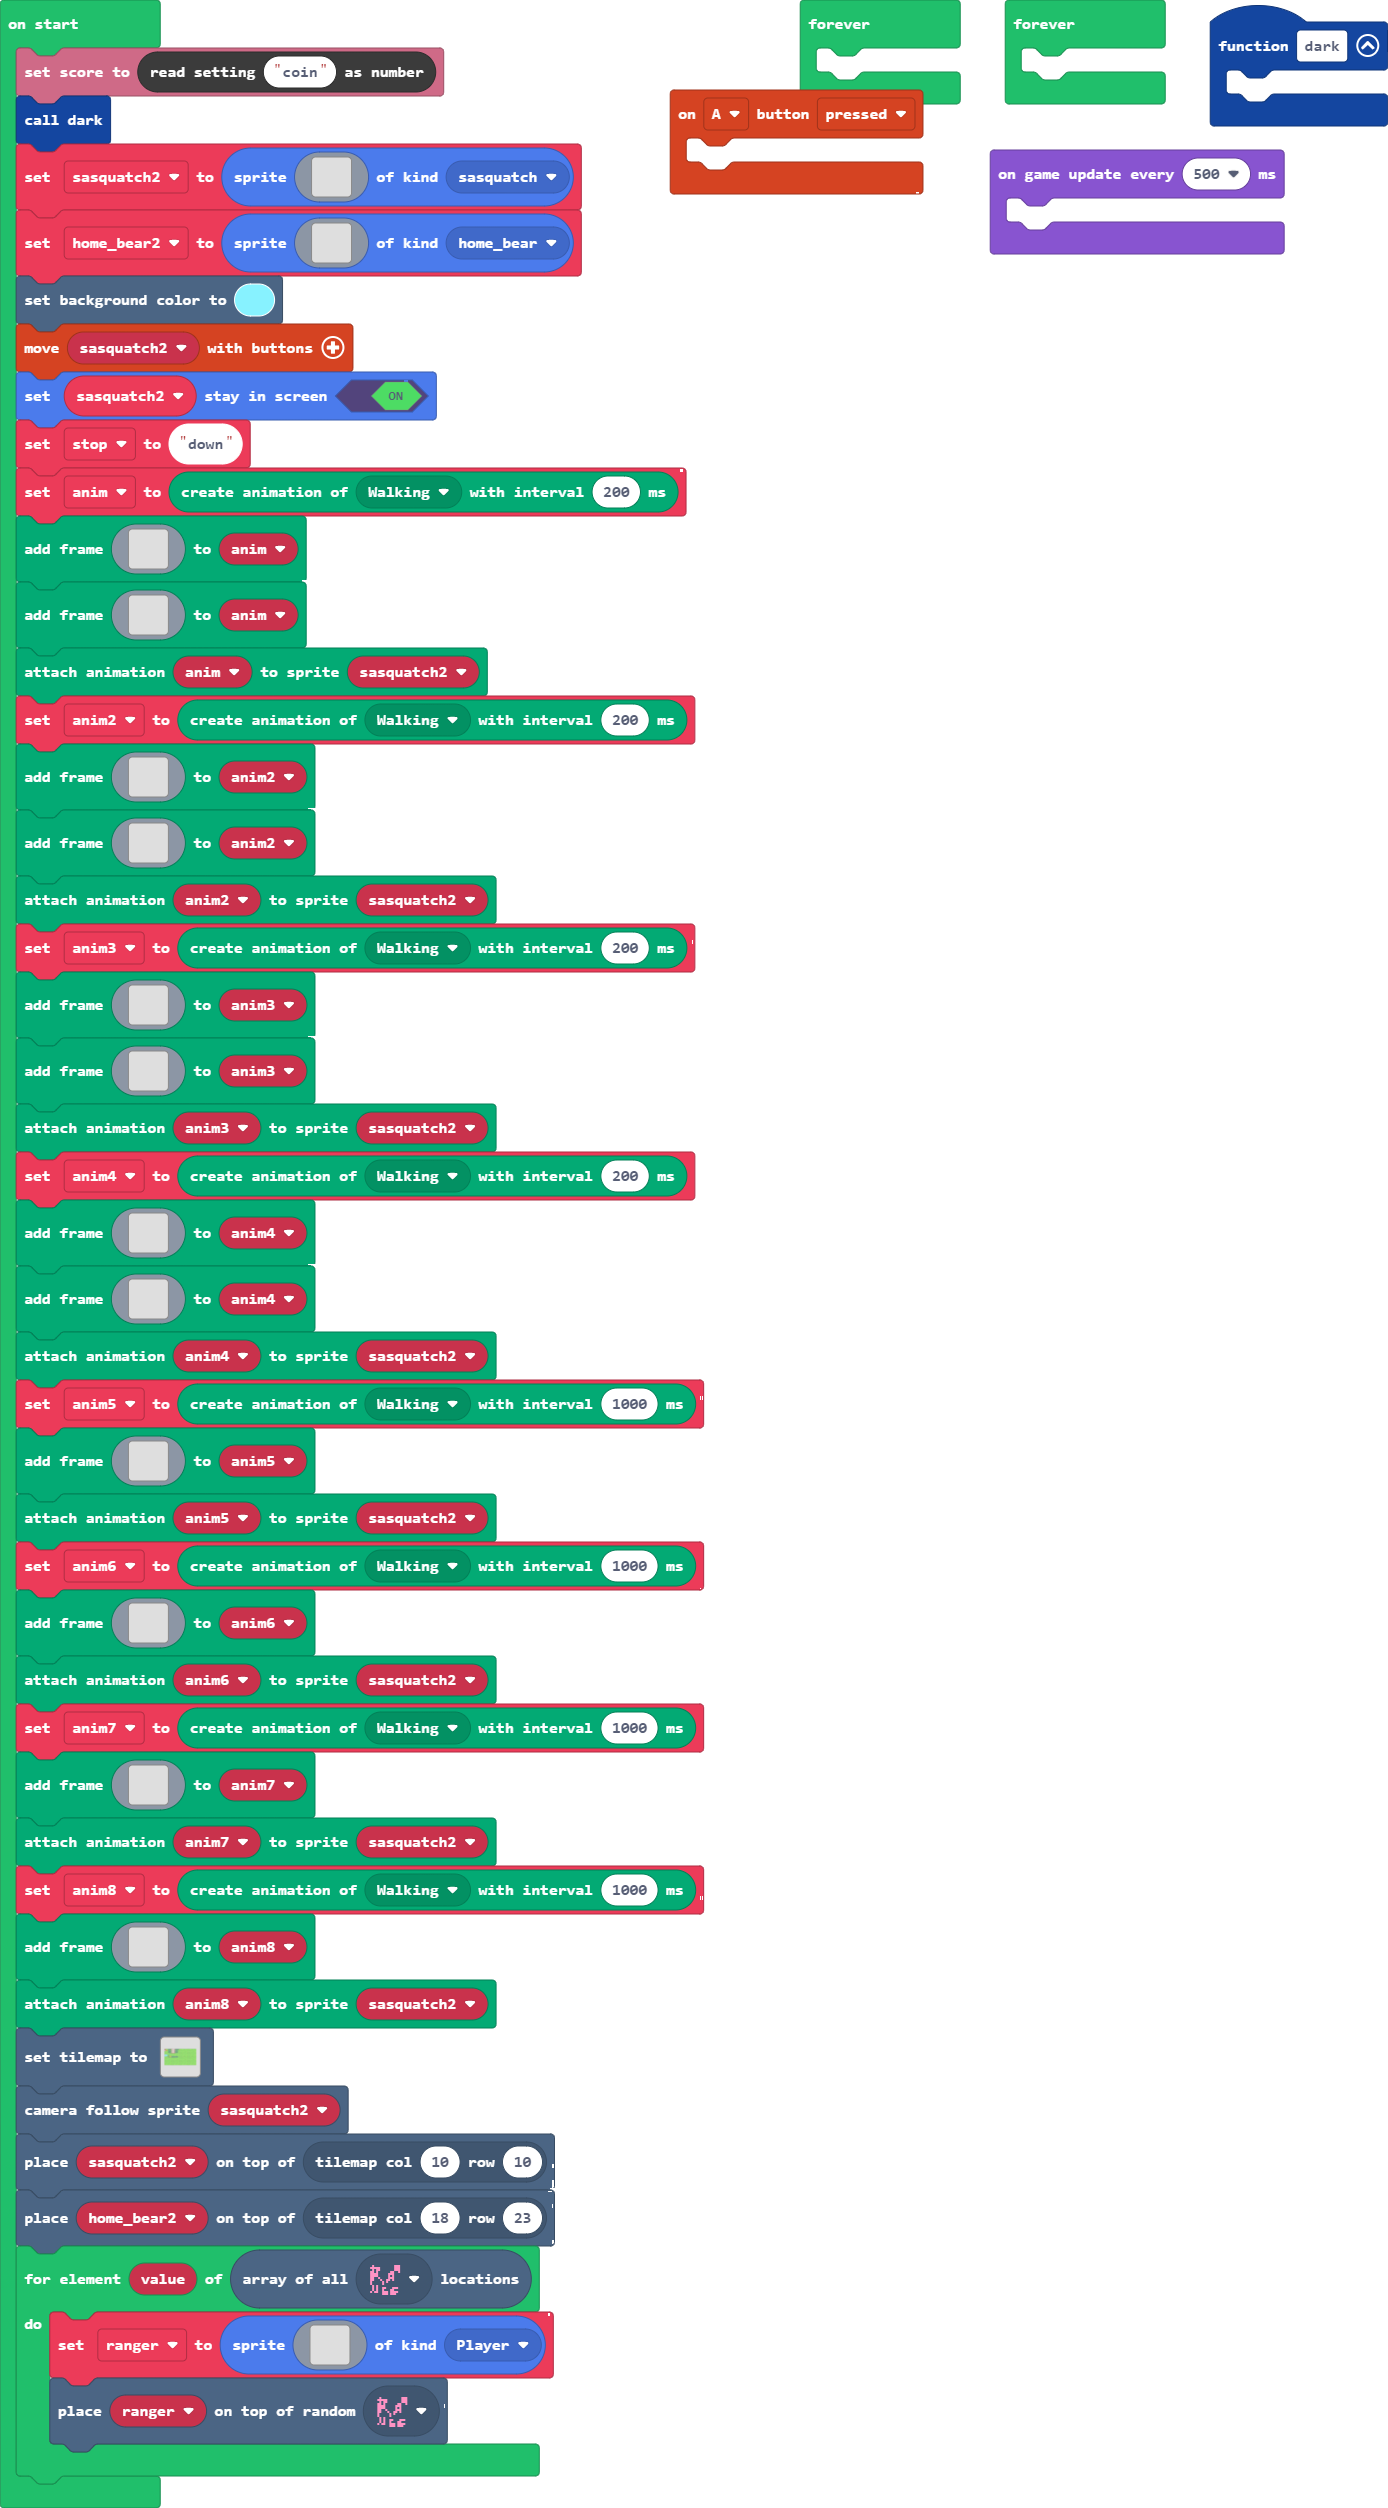 on start
set score to read setting "coin" as number
call dark
set sasquatch2 to sprite of kind sasquatch
set home_bear2 to sprite of kind home_bear
set background color to
move sasquatch2 with buttons
set sasquatch2 stay in screen ON
set stop to "down"
set anim to create animation of Walking with interval 200 ms
add frame to anim
add frame to anim
attach animation anim to sprite sasquatch2
set anim2 to create animation of Walking with interval 200 ms
add frame to anim2
add frame to anim2
attach animation anim2 to sprite sasquatch2
set anim3 to create animation of Walking with interval 200 ms
add frame to anim3
add frame to anim3
attach animation anim3 to sprite sasquatch2
set anim4 to create animation of Walking with interval 200 ms
add frame to anim4
add frame to anim4
attach animation anim4 to sprite sasquatch2
set anim5 to create animation of Walking with interval 1000 ms
add frame to anim5
attach animation anim5 to sprite sasquatch2
set anim6 to create animation of Walking with interval 1000 ms
add frame to anim6
attach animation anim6 to sprite sasquatch2
set anim7 to create animation of Walking with interval 1000 ms
add frame to anim7
attach animation anim7 to sprite sasquatch2
set anim8 to create animation of Walking with interval 1000 ms
add frame to anim8
attach animation anim8 to sprite sasquatch2
set tilemap to
camera follow sprite sasquatch2
place sasquatch2 on top of tilemap col 10 row 10
place home_bear2 on top of tilemap col 18 row 23
for element value of array of all locations
do
set ranger to sprite of kind Player
place ranger on top of random
forever
forever
function dark
on A button pressed
on game update every 500 ms